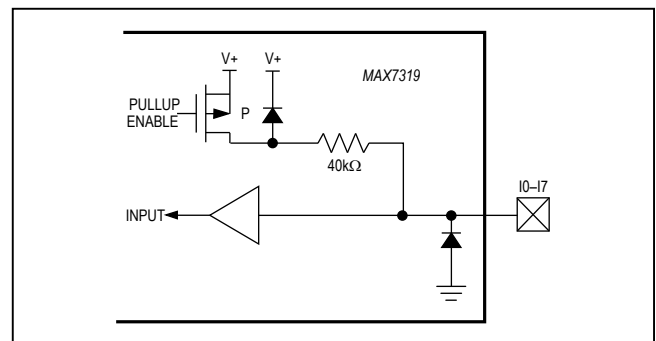 V+
V+
MAX7319
PULLUP
ENABLE
P
40kΩ
I0–I7
INPUT